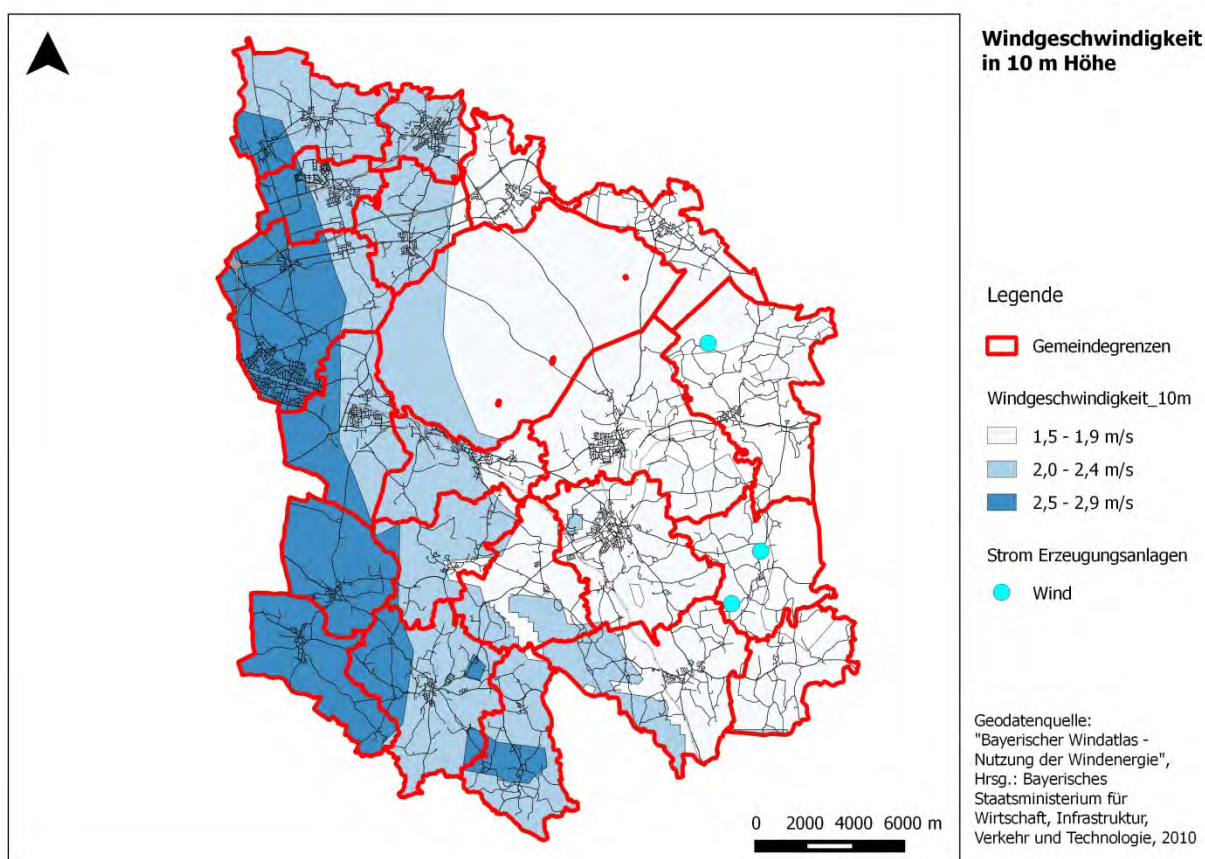 Windgeschwindigkeit
in 10 m Höhe
Legende
Gemeindegrenzen
Windgeschwindigkeit_10m
1,5 - 1,9 m/s
2,0 - 2,4 m/s
2,5 - 2,9 m/s
Strom Erzeugungsanlagen
Wind
Geodatenquelle:
"Bayerischer Windatlas -
Nutzung der Windenergie",
Hrsg.: Bayerisches
Staatsministerium für
Wirtschaft, Infrastruktur,
Verkehr und Technologie, 2010
0 2000 4000 6000 m